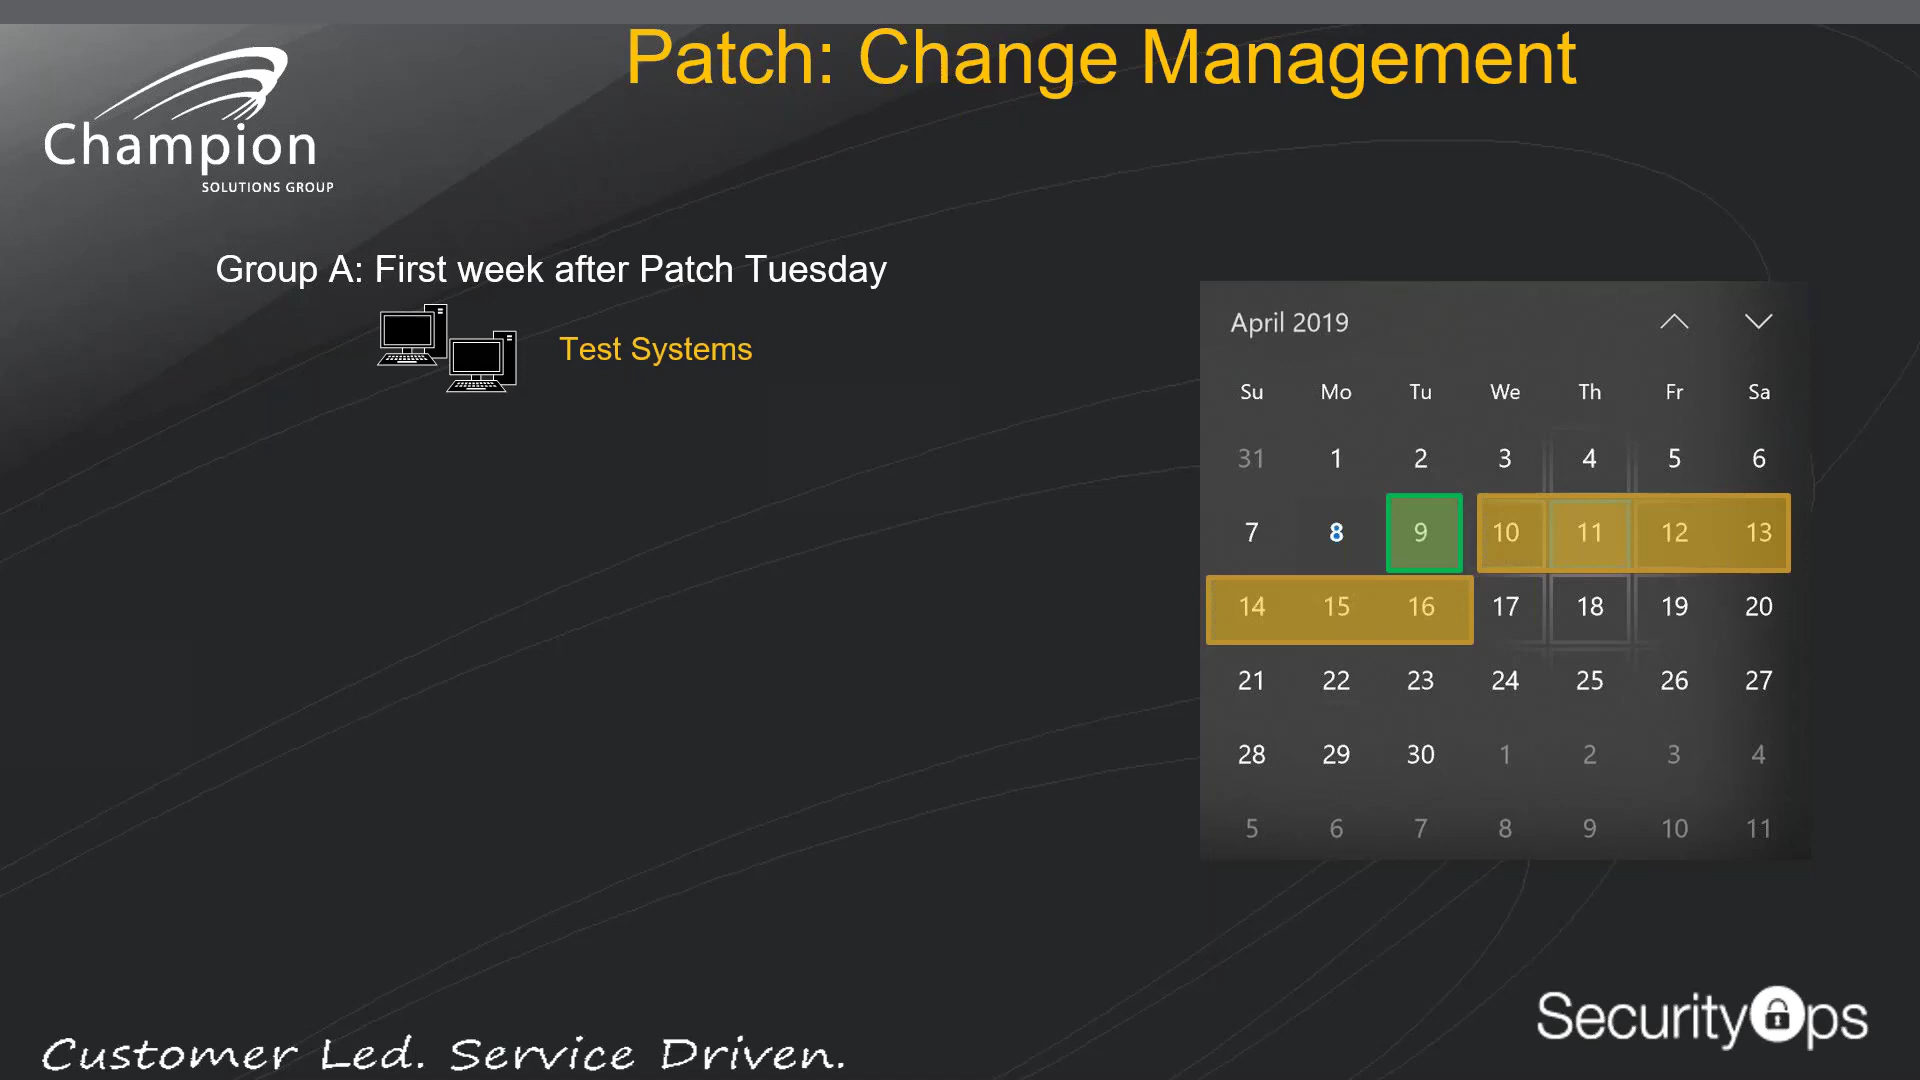 Patch: Change Management
Champion
SOLUTIONS GROUP
Group A: First week after Patch Tuesday
Test Systems
April 2019
Su Mo Tu We Th Fr Sa
31 1 2 3 4 5 6
7 8 9 10 11 12 13
14 15 16 17 18 19 20
21 22 23 24 25 26 27
28 29 30 1 2 3 4
5 6 7 8 9 10 11
SecurityOps
Customer Led. Service Driven.